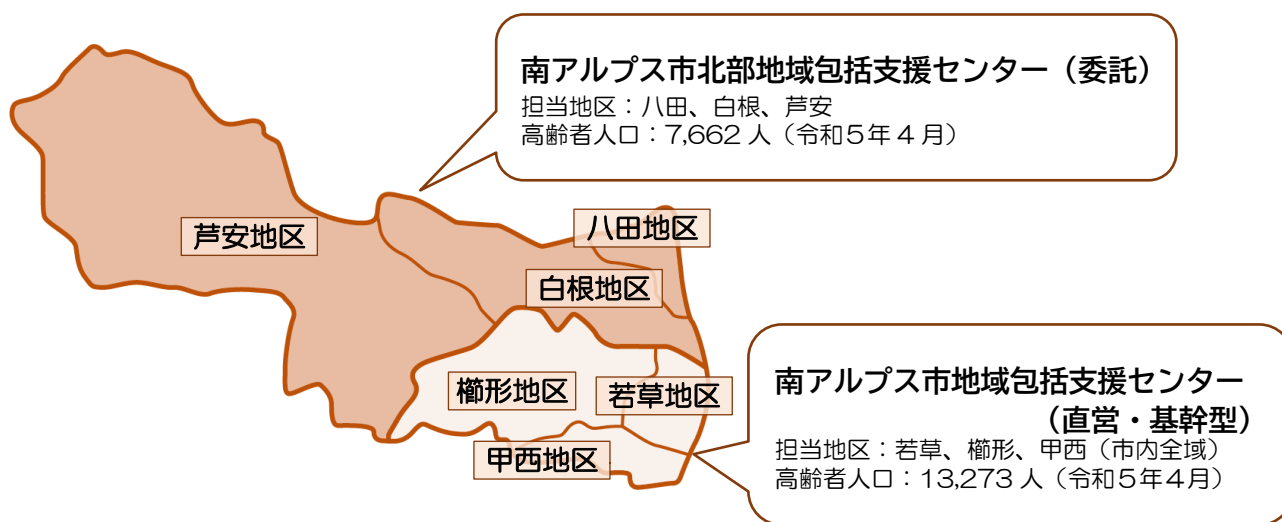 南アルプス市北部地域包括支援センター（委託）
担当地区：八田、白根、芦安
高齢者人口：7,662 人（令和5年 4 月）
芦安地区
八田地区
白根地区
櫛形地区
若草地区
甲西地区
南アルプス市地域包括支援センター
（直営・基幹型）
担当地区：若草、櫛形、甲西（市内全域）
高齢者人口：13,273 人（令和5年4月）